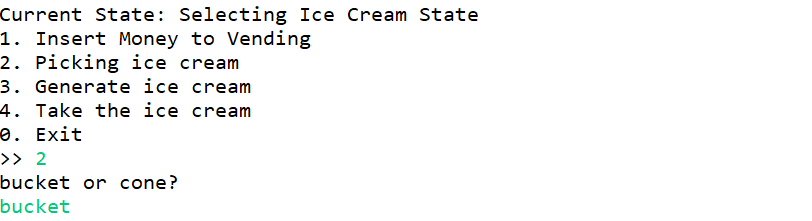 Current State: Selecting Ice Cream State
1. Insert Money to Vending
2. Picking ice cream
3. Generate ice cream
4. Take the ice cream
0. Exit
>> 2
bucket or cone?
bucket